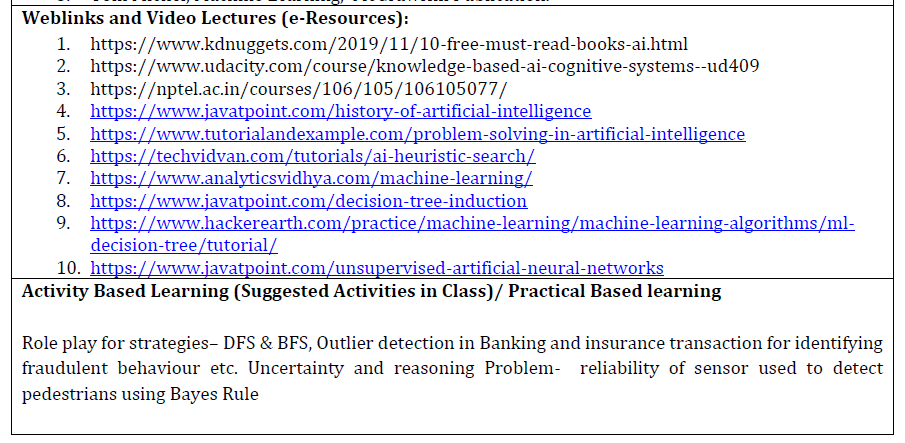 Weblinks and Video Lectures (e-Resources):
1. https://www.kdnuggets.com/2019/11/10-free-must-read-books-ai.html
2. https://www.udacity.com/course/knowledge-based-ai-cognitive-systems--ud409
3. https://nptel.ac.in/courses/106/105/106105077/
4. https://www.javatpoint.com/history-of-artificial-intelligence
5. https://www.tutorialandexample.com/problem-solving-in-artificial-intelligence
6. https://techvidvan.com/tutorials/ai-heuristic-search/
7. https://www.analyticsvidhya.com/machine-learning/
8. https://www.javatpoint.com/decision-tree-induction
9. https://www.hackerearth.com/practice/machine-learning/machine-learning-algorithms/ml-
decision-tree/tutorial/
10. https://www.javatpoint.com/unsupervised-artificial-neural-networks
Activity Based Learning (Suggested Activities in Class)/ Practical Based learning
Role play for strategies– DFS & BFS, Outlier detection in Banking and insurance transaction for identifying
fraudulent behaviour etc. Uncertainty and reasoning Problem- reliability of sensor used to detect
pedestrians using Bayes Rule